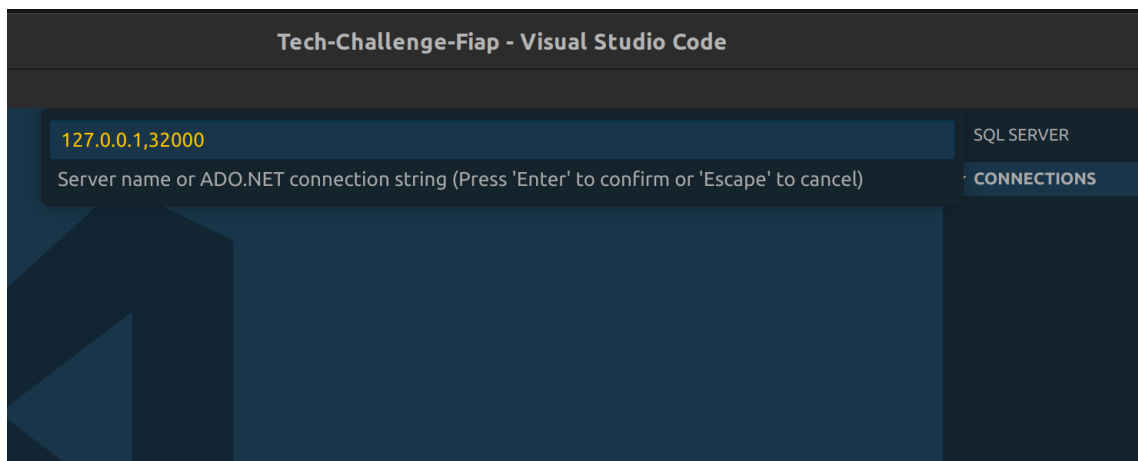 Tech-Challenge-Fiap - Visual Studio Code
127.0.0.1,32000
Server name or ADO.NET connection string (Press 'Enter' to confirm or 'Escape' to cancel)
SQL SERVER
CONNECTIONS